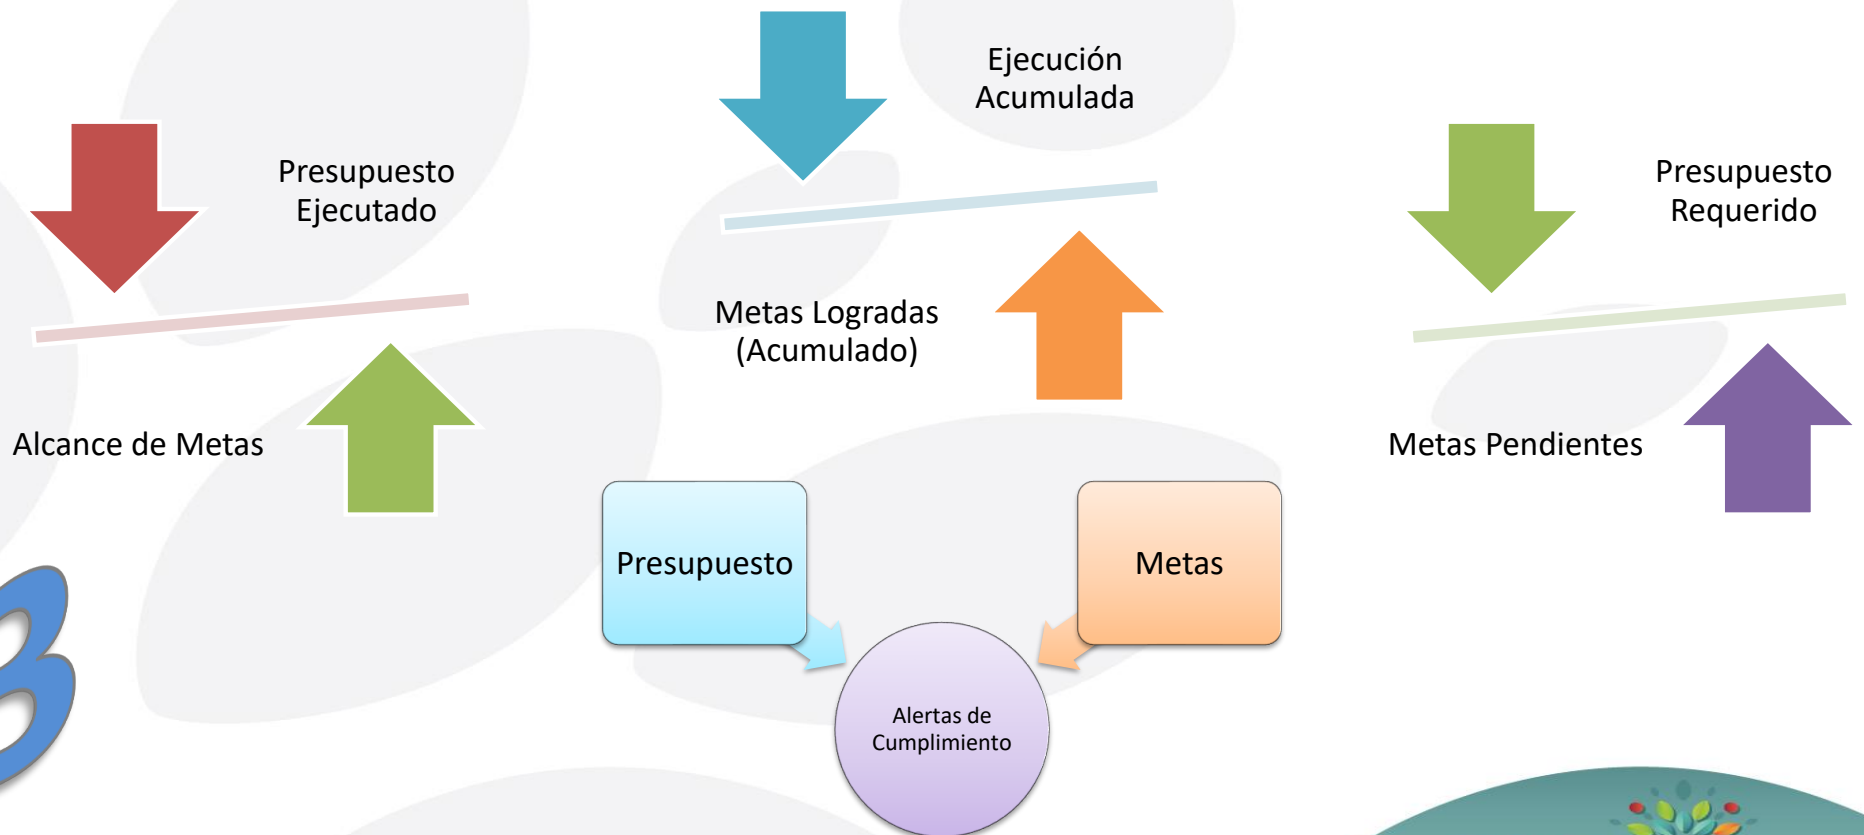 Ejecución
Acumulada
Presupuesto
Ejecutado
Presupuesto
Requerido
Metas Logradas
(Acumulado)
Alcance de Metas
Metas Pendientes
Presupuesto
Metas
Alertas de
Cumplimiento
3